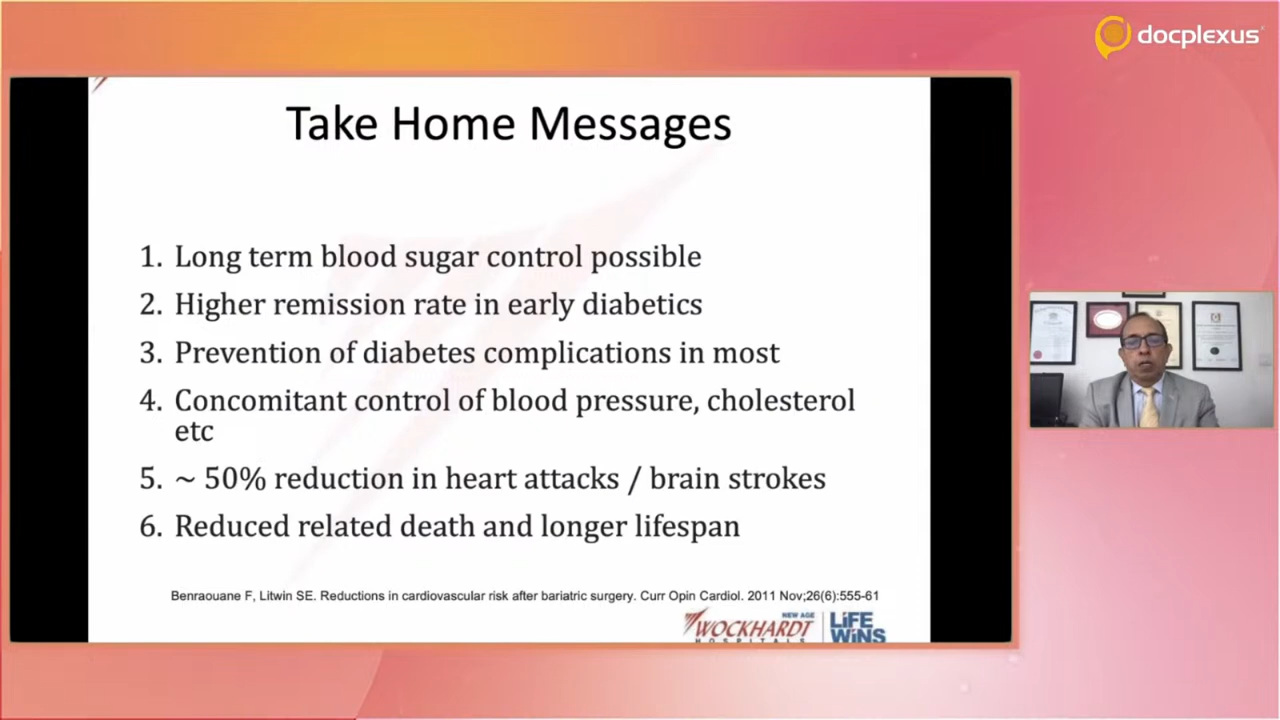 docplexus
Take Home Messages
1. Long term blood sugar control possible
2. Higher remission rate in early diabetics
3. Prevention of diabetes complications in most
4. Concomitant control of blood pressure, cholesterol
etc
5. ~ 50% reduction in heart attacks / brain strokes
6. Reduced related death and longer lifespan
Benraouane F, Litwin SE. Reductions in cardiovascular risk after bariatric surgery. Curr Opin Cardiol. 2011 Nov;26(6):555-61
NEW AGE
WOCKHARDT
HOSPITALS
LiFE
WiNS